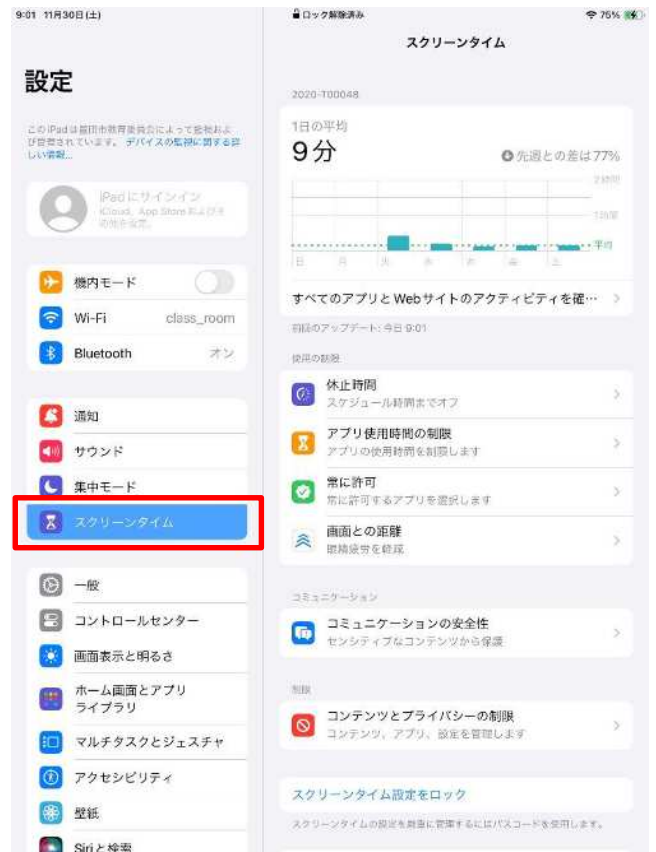 9:01 11月30日(土)
ロック解除済み
75%
設定
このiPadは益田市教育委員会によって監視およ
び管理されています。デバイスの監視に関する詳
しい情報...
iPadにサインイン
iCloud、App Storeおよびそ
の他を設定。
機内モード
Wi-Fi class_room
Bluetooth オン
通知
サウンド
集中モード
スクリーンタイム
一般
コントロールセンター
画面表示と明るさ
ホーム画面とアプリ
ライブラリ
マルチタスクとジェスチャ
アクセシビリティ
壁紙
Siriと検索
スクリーンタイム
2020-T00048
1日の平均
9分
先週との差は77%
2時間
1時間
平均
日 月 火 水 木 金 土
すべてのアプリとWebサイトのアクティビティを確…
前回のアップデート: 今日 9:01
使用の制限
休止時間
スケジュール時間までオフ
アプリ使用時間の制限
アプリの使用時間を制限します
常に許可
常に許可するアプリを選択します
画面との距離
眼精疲労を軽減
コミュニケーション
コミュニケーションの安全性
センシティブなコンテンツから保護
制限
コンテンツとプライバシーの制限
コンテンツ、アプリ、設定を管理します
スクリーンタイム設定をロック
スクリーンタイムの設定を厳重に管理するにはパスコードを使用します。